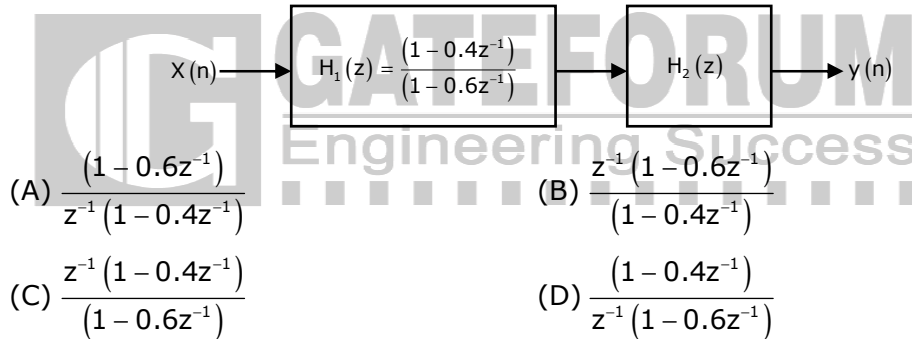 GATEFORUM
X(n) H₁(z) = (1 − 0.4z⁻¹) / (1 − 0.6z⁻¹) H₂(z) y(n)
Engineering Success
(A) (1 − 0.6z⁻¹) / z⁻¹(1 − 0.4z⁻¹) (B) z⁻¹(1 − 0.6z⁻¹) / (1 − 0.4z⁻¹)
(C) z⁻¹(1 − 0.4z⁻¹) / (1 − 0.6z⁻¹) (D) (1 − 0.4z⁻¹) / z⁻¹(1 − 0.6z⁻¹)